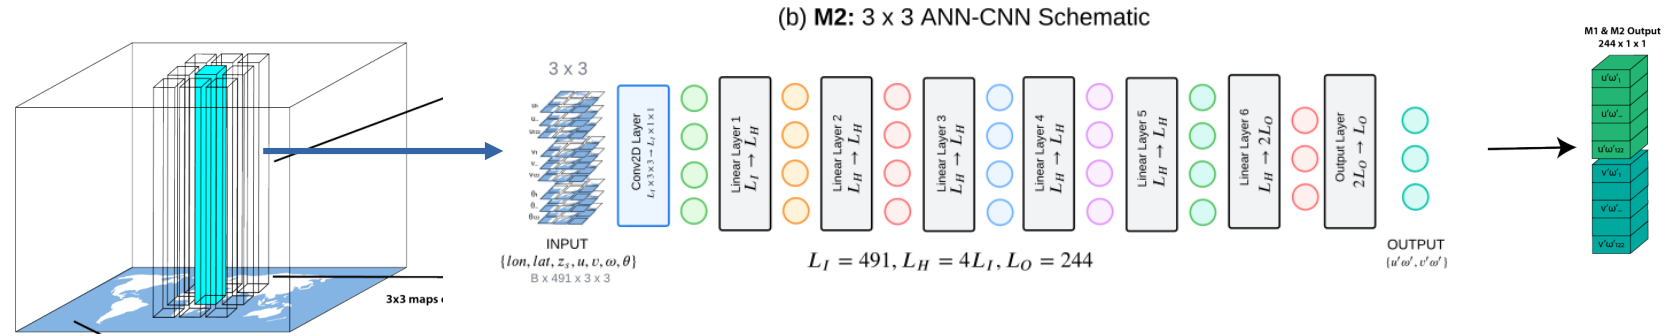 (b) M2: 3 x 3 ANN-CNN Schematic
M1 & M2 Output
244 x 1 x 1
3 x 3
Conv2D Layer
L_I × 3 × 3 → L_I × 1 × 1
Linear Layer 1
L_I → L_H
Linear Layer 2
L_H → L_H
Linear Layer 3
L_H → L_H
Linear Layer 4
L_H → L_H
Linear Layer 5
L_H → L_H
Linear Layer 6
L_H → 2L_O
Output Layer
2L_O → L_O
INPUT
{lon, lat, z_s, u, v, ω, θ}
B x 491 x 3 x 3
L_I = 491, L_H = 4L_I, L_O = 244
OUTPUT
{u'ω', v'ω'}
u'ω'₁
u'ω'..
u'ω'₁₂₂
v'ω'₁
v'ω'..
v'ω'₁₂₂
3x3 maps